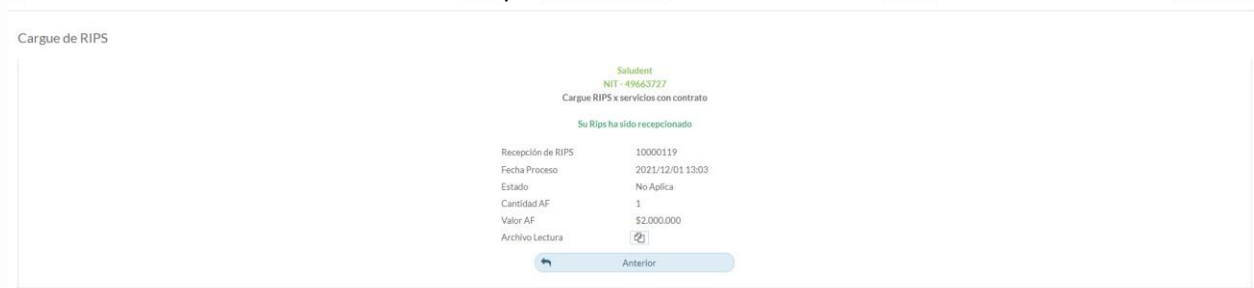 Cargue de RIPS
Saludent
NIT - 49663727
Cargue RIPS x servicios con contrato
Su Rips ha sido recepcionado
Recepción de RIPS 10000119
Fecha Proceso 2021/12/01 13:03
Estado No Aplica
Cantidad AF 1
Valor AF $2.000.000
Archivo Lectura
Anterior